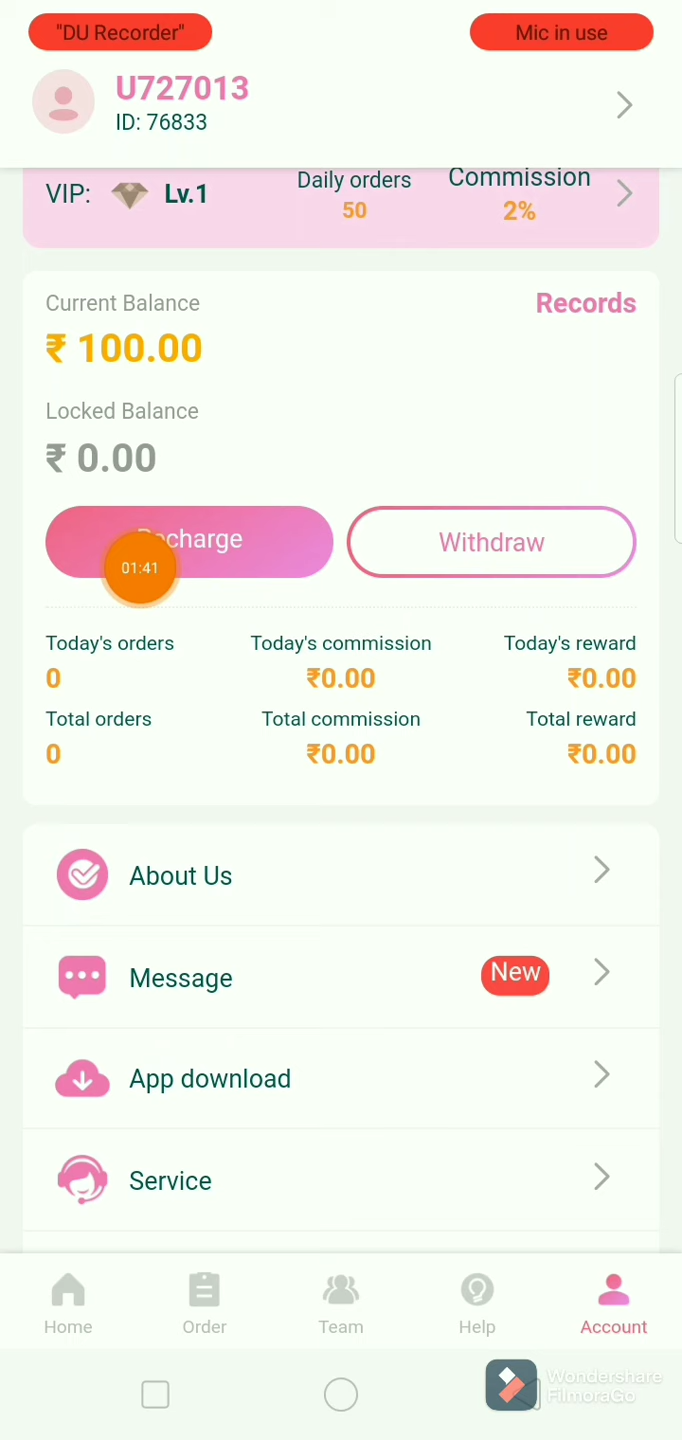 "DU Recorder" Mic in use
U727013
ID: 76833
VIP: Lv.1 Daily orders Commission
50 2%
Current Balance Records
₹ 100.00
Locked Balance
₹ 0.00
Recharge Withdraw
01:41
Today's orders Today's commission Today's reward
0 ₹0.00 ₹0.00
Total orders Total commission Total reward
0 ₹0.00 ₹0.00
About Us
Message New
App download
Service
Home Order Team Help Account
Wondershare
FilmoraGo